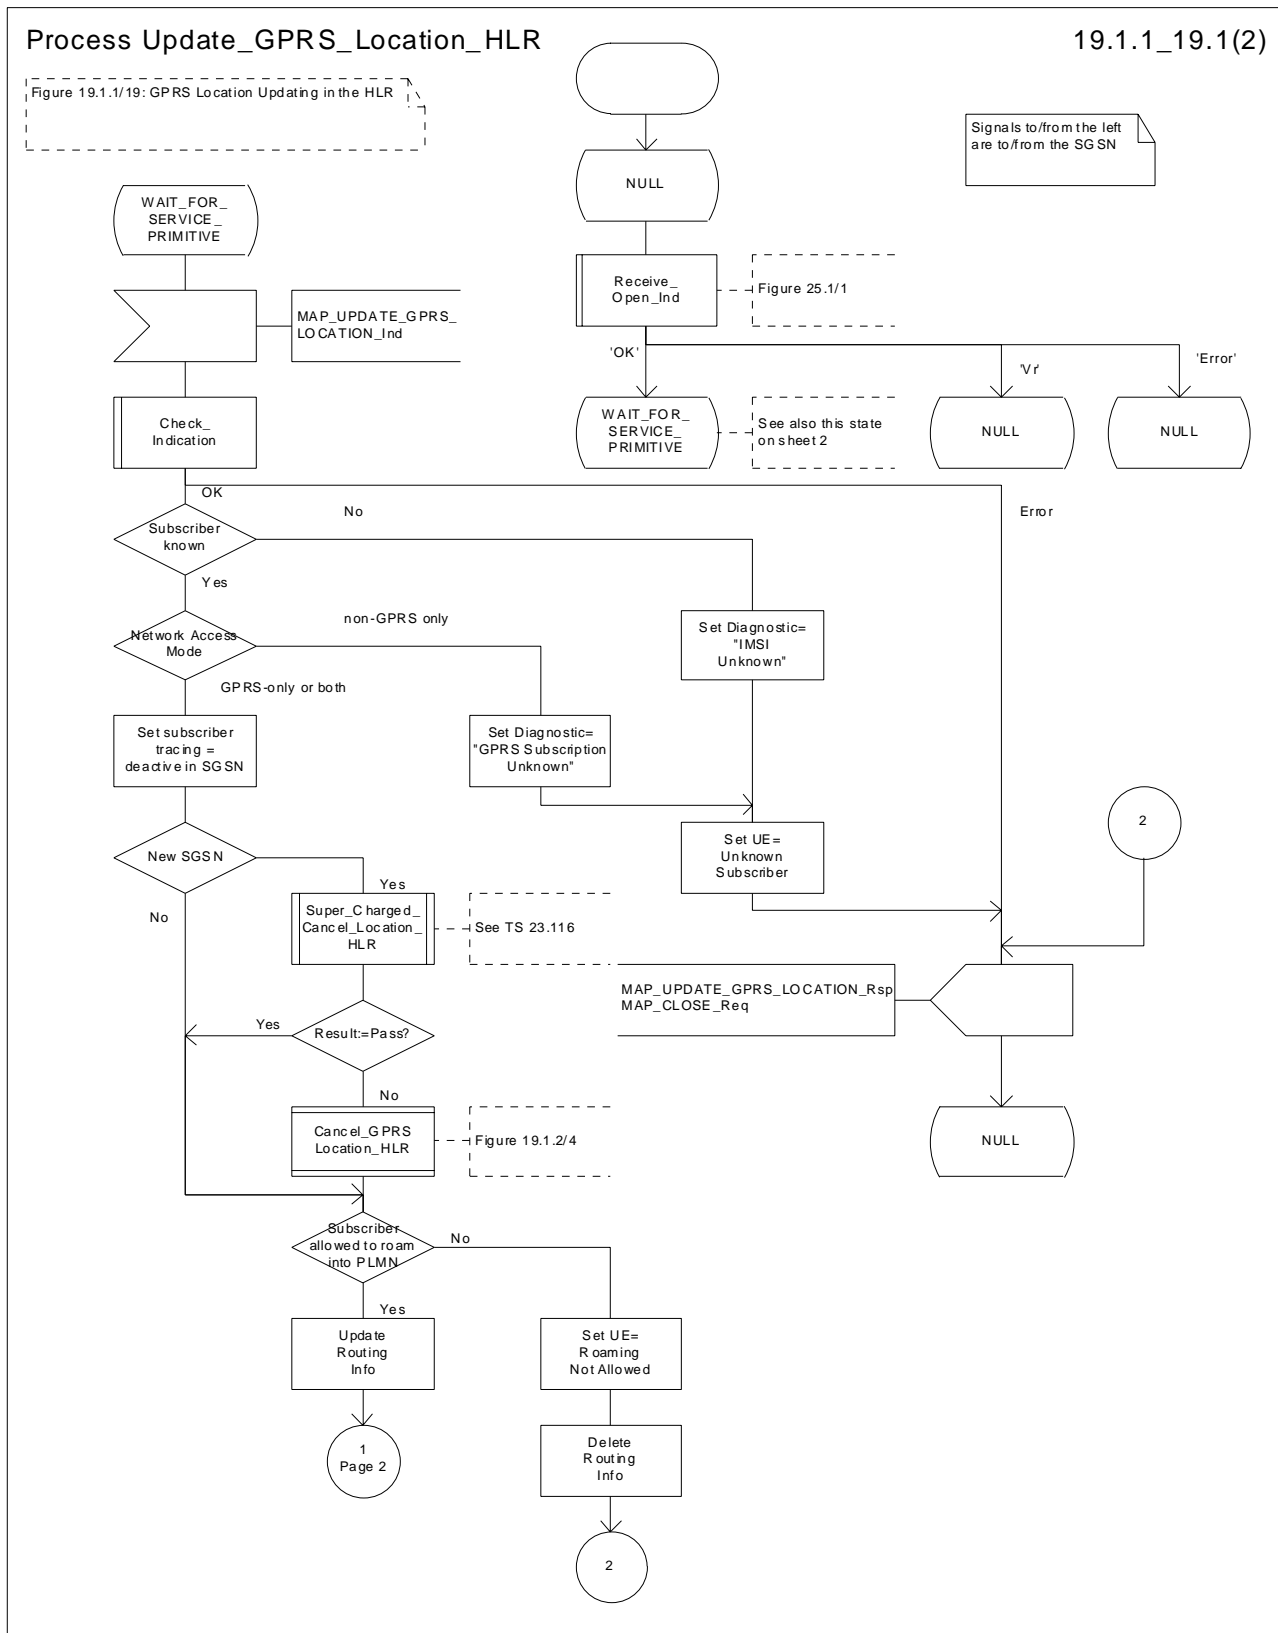 Process Update_GPRS_Location_HLR
19.1.1_19.1(2)
Figure 19.1.1/19: GPRS Location Updating in the HLR
Signals to/from the left
are to/from the SGSN
NULL
WAIT_FOR_
SERVICE_
PRIMITIVE
Receive_
Open_Ind
Figure 25.1/1
MAP_UPDATE_GPRS_
LOCATION_Ind
'OK'
'Vr'
'Error'
Check_
Indication
WAIT_FOR_
SERVICE_
PRIMITIVE
See also this state
on sheet 2
NULL
NULL
OK
No
Error
Subscriber
known
Yes
non-GPRS only
Network Access
Mode
Set Diagnostic=
"IMSI
Unknown"
GPRS-only or both
Set subscriber
tracing =
deactive in SGSN
Set Diagnostic=
"GPRS Subscription
Unknown"
2
New SGSN
Set UE=
Unknown
Subscriber
Yes
No
Super_Charged_
Cancel_Location_
HLR
See TS 23.116
MAP_UPDATE_GPRS_LOCATION_Rsp
MAP_CLOSE_Req
Yes
Result:=Pass?
No
Cancel_GPRS
Location_HLR
Figure 19.1.2/4
NULL
Subscriber
allowed to roam
into PLMN
No
Yes
Update
Routing
Info
Set UE=
Roaming
Not Allowed
1
Page 2
Delete
Routing
Info
2